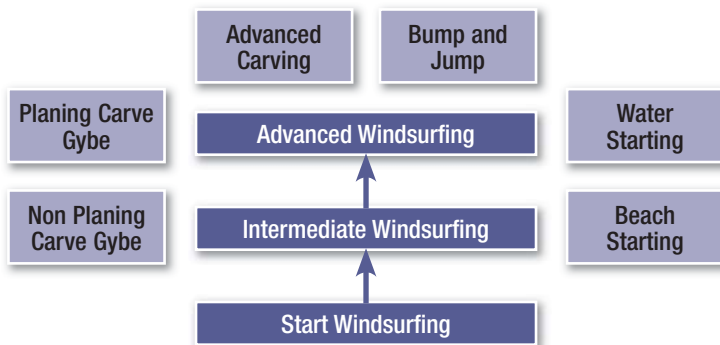 Advanced
Carving
Bump and
Jump
Planing Carve
Gybe
Advanced Windsurfing
Water
Starting
Non Planing
Carve Gybe
Intermediate Windsurfing
Beach
Starting
Start Windsurfing